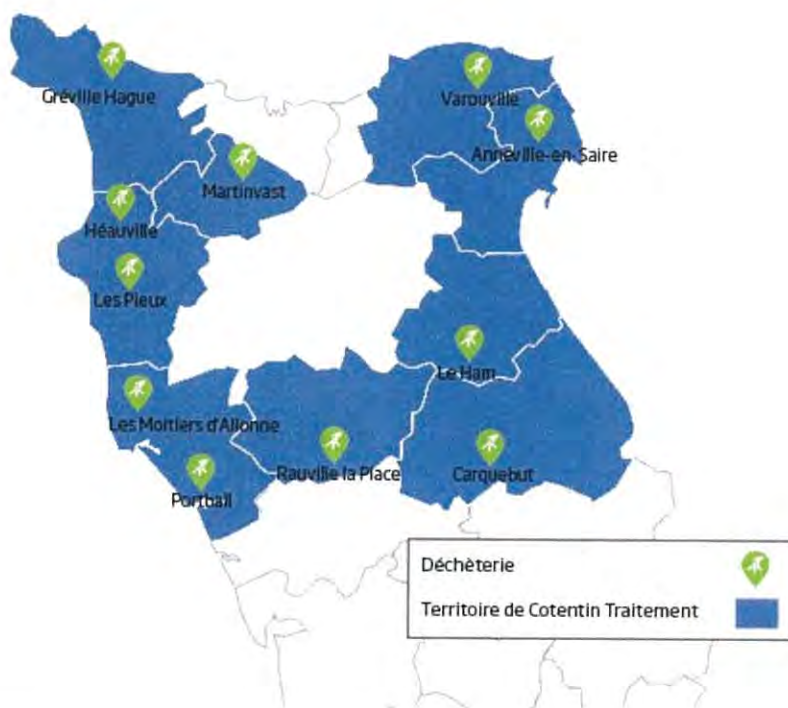 Gréville Hague
Varouville
Anneville-en-Saire
Martinvast
Héauville
Les Pieux
Le Ham
Les Moitiers d'Allonne
Rauville la Place
Carquebut
Portbail
Déchèterie
Territoire de Cotentin Traitement